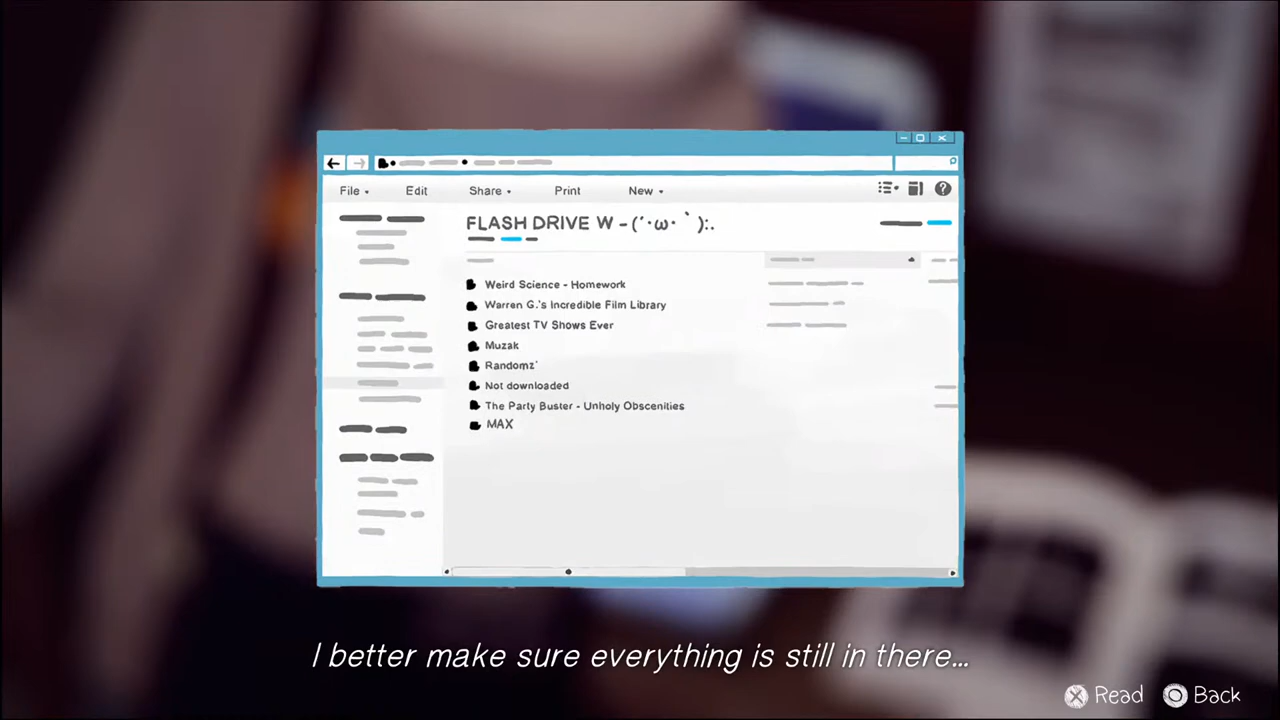 File
Edit
Share
Print
New
FLASH DRIVE W -(´･ω･`):.
Weird Science - Homework
Warren G.'s Incredible Film Library
Greatest TV Shows Ever
Muzak
Randomz'
Not downloaded
The Party Buster - Unholy Obscenities
MAX
I better make sure everything is still in there...
Read
Back